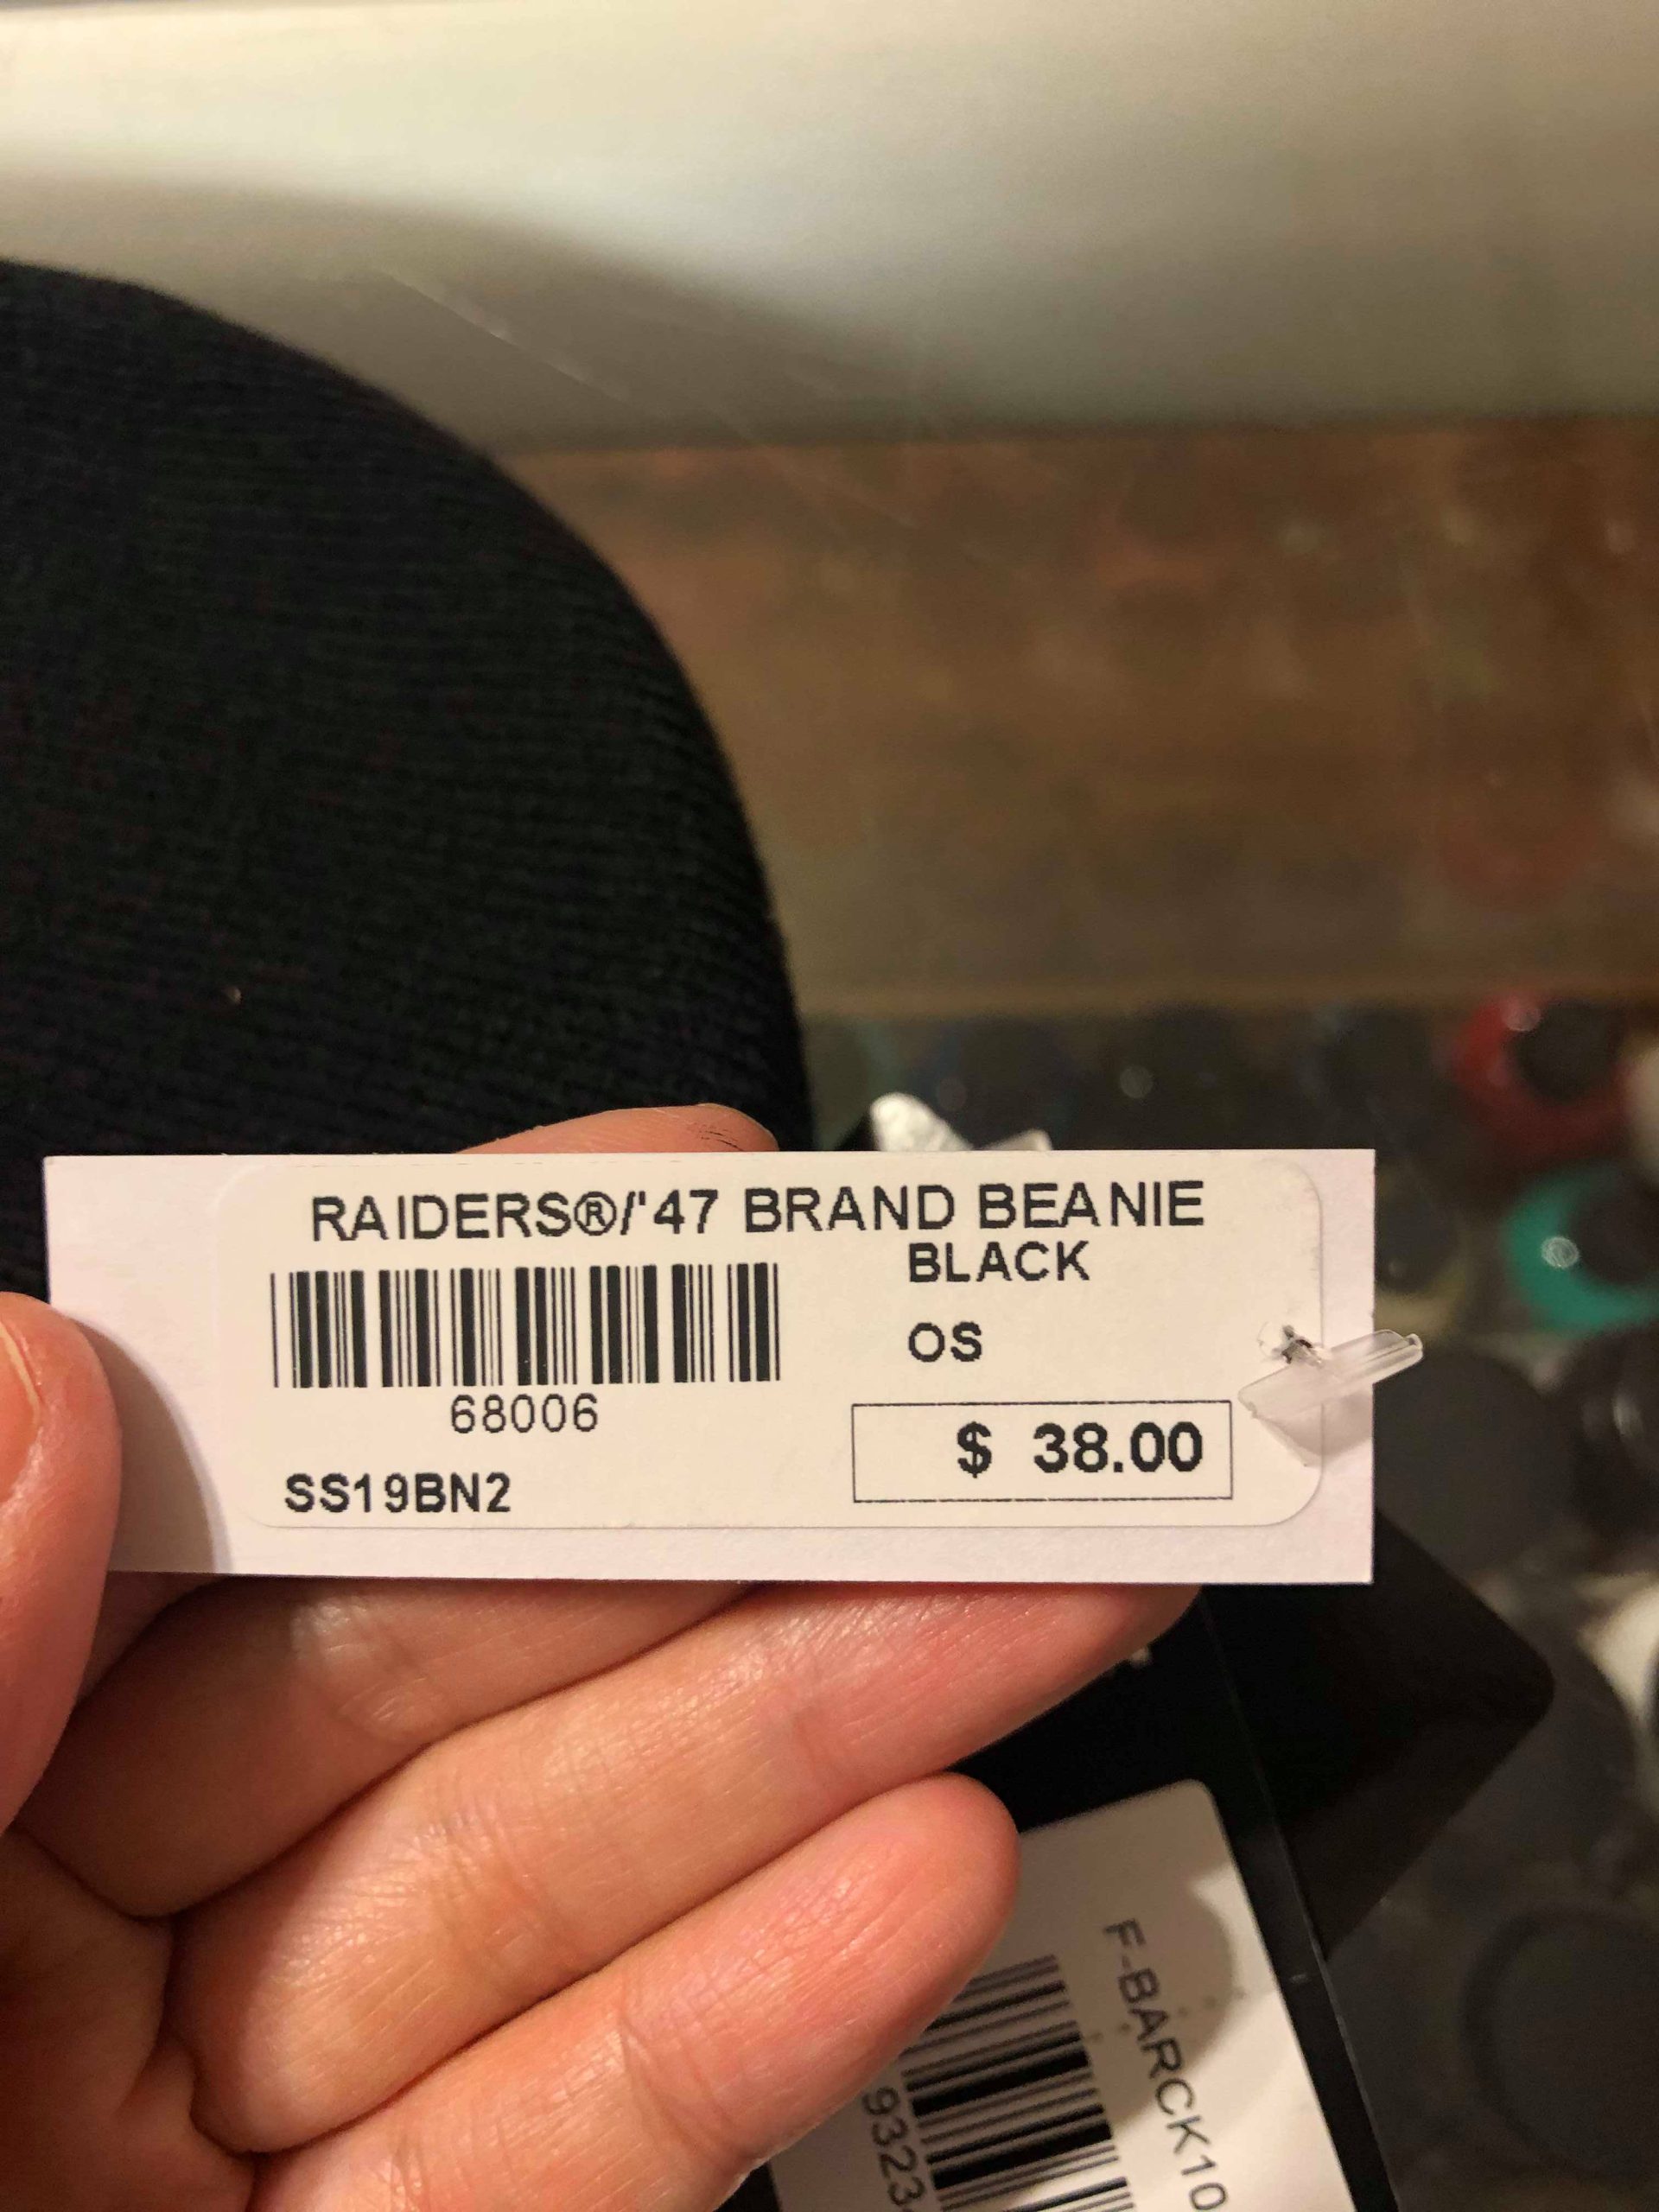 RAIDERS®/'47 BRAND BEANIE
BLACK
OS
68006
$ 38.00
SS19BN2
F-BARCK10
9323